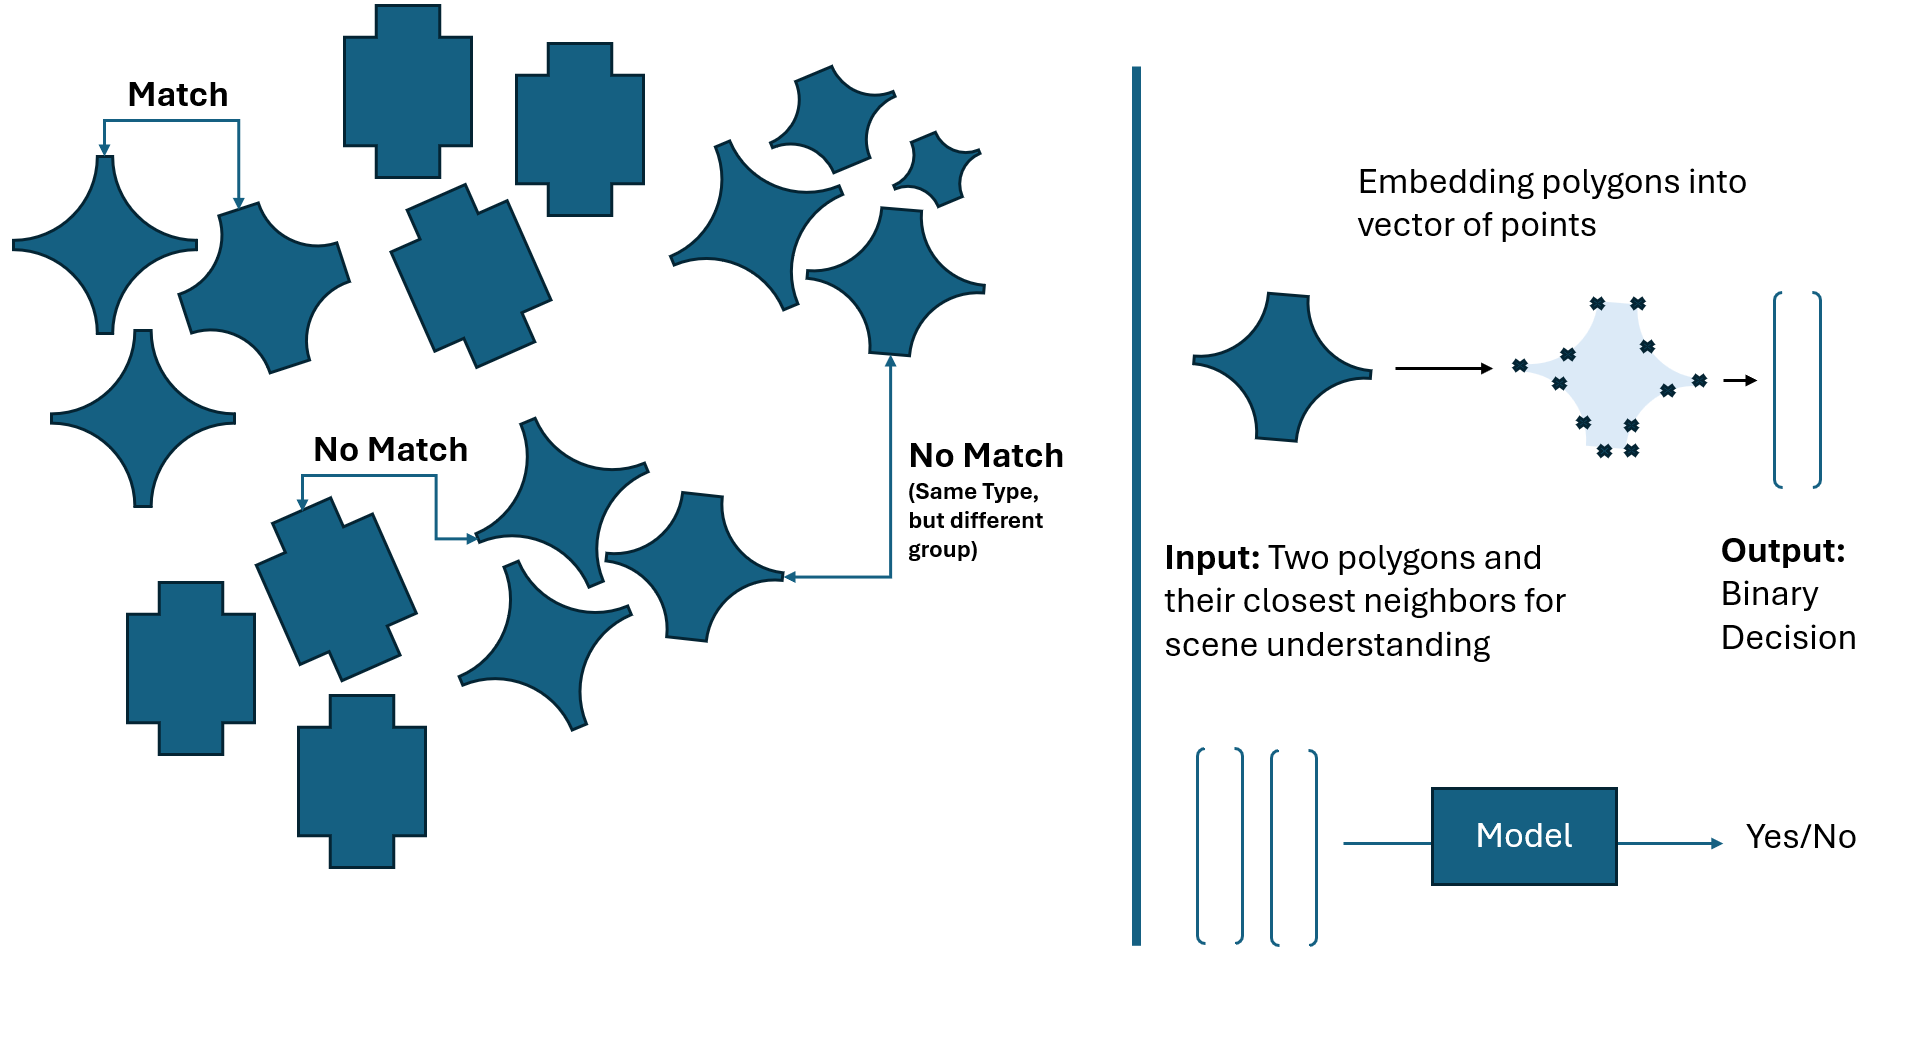 Match
No Match
No Match
(Same Type,
but different
group)
Embedding polygons into
vector of points
Input: Two polygons and
their closest neighbors for
scene understanding
Output:
Binary
Decision
Model
Yes/No